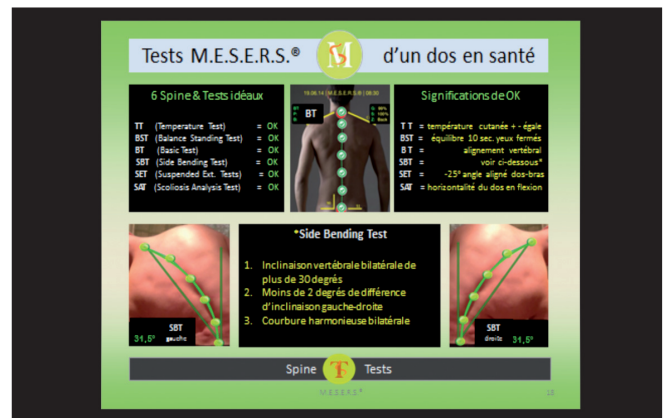 Tests M.E.S.E.R.S.® d'un dos en santé
6 Spine & Tests idéaux
TT (Temperature Test) = OK
BST (Balance Standing Test) = OK
BT (Basic Test) = OK
SBT (Side Bending Test) = OK
SET (Suspended Ext. Tests) = OK
SAT (Scoliosis Analysis Test) = OK
BT
Significations de OK
TT = température cutanée + - égale
BST = équilibre 10 sec. yeux fermés
BT = alignement vertébral
SBT = voir ci-dessous*
SET = -25° angle aligné dos-bras
SAT = horizontalité du dos en flexion
SBT
31,5° gauche
*Side Bending Test
1. Inclinaison vertébrale bilatérale de
plus de 30 degrés
2. Moins de 2 degrés de différence
d'inclinaison gauche-droite
3. Courbure harmonieuse bilatérale
SBT
droite 31,5°
Spine Tests
M.E.S.E.R.S.®